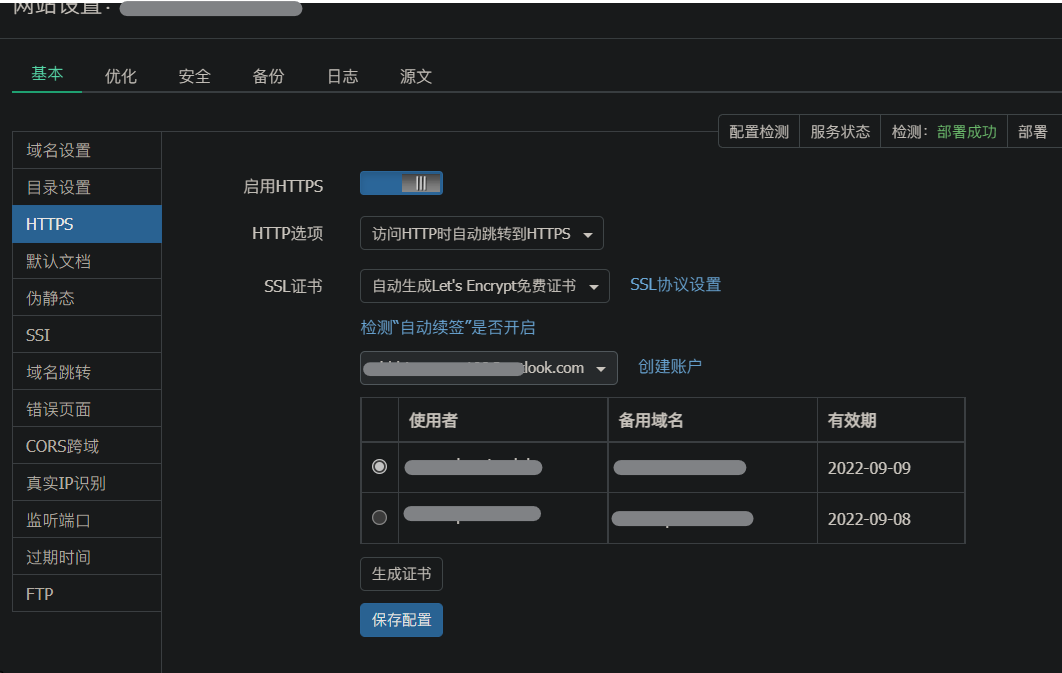 网站设置:
基本 优化 安全 备份 日志 源文
配置检测 服务状态 检测: 部署成功 部署
域名设置
目录设置
HTTPS
默认文档
伪静态
SSI
域名跳转
错误页面
CORS跨域
真实IP识别
监听端口
过期时间
FTP
启用HTTPS
HTTP选项 访问HTTP时自动跳转到HTTPS
SSL证书 自动生成Let's Encrypt免费证书 SSL协议设置
检测“自动续签”是否开启
look.com 创建账户
使用者 备用域名 有效期
2022-09-09
2022-09-08
生成证书
保存配置